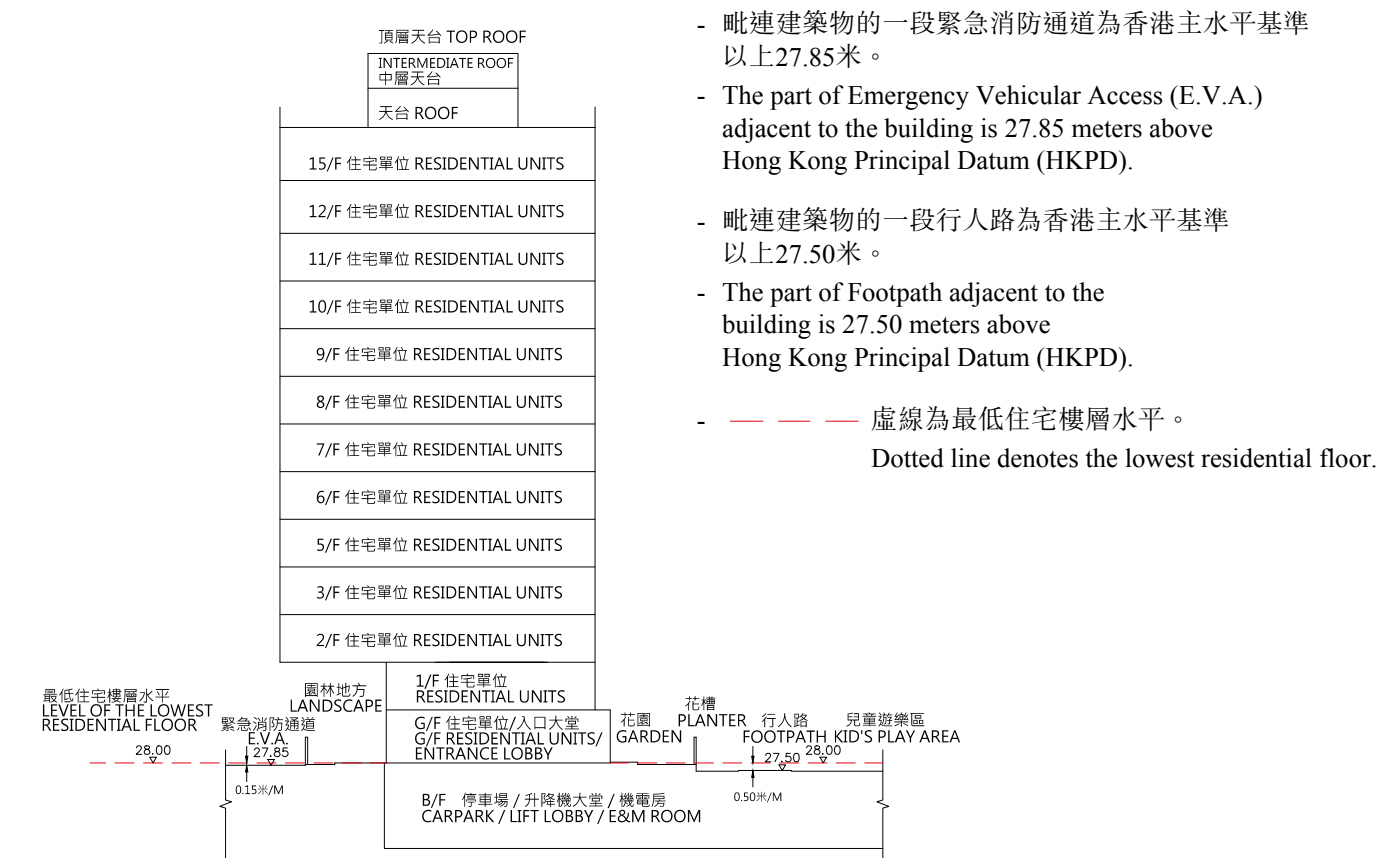 頂層天台 TOP ROOF
INTERMEDIATE ROOF
中層天台
天台 ROOF
15/F 住宅單位 RESIDENTIAL UNITS
12/F 住宅單位 RESIDENTIAL UNITS
11/F 住宅單位 RESIDENTIAL UNITS
10/F 住宅單位 RESIDENTIAL UNITS
9/F 住宅單位 RESIDENTIAL UNITS
8/F 住宅單位 RESIDENTIAL UNITS
7/F 住宅單位 RESIDENTIAL UNITS
6/F 住宅單位 RESIDENTIAL UNITS
5/F 住宅單位 RESIDENTIAL UNITS
3/F 住宅單位 RESIDENTIAL UNITS
2/F 住宅單位 RESIDENTIAL UNITS
1/F 住宅單位
RESIDENTIAL UNITS
G/F 住宅單位/入口大堂
G/F RESIDENTIAL UNITS/
ENTRANCE LOBBY
B/F 停車場 / 升降機大堂 / 機電房
CARPARK / LIFT LOBBY / E&M ROOM
最低住宅樓層水平
LEVEL OF THE LOWEST
RESIDENTIAL FLOOR
28.00
緊急消防通道
E.V.A.
27.85
0.15米/M
園林地方
LANDSCAPE
花園
GARDEN
花槽
PLANTER
行人路
FOOTPATH
27.50
0.50米/M
兒童遊樂區
KID'S PLAY AREA
28.00
- 毗連建築物的一段緊急消防通道為香港主水平基準
以上27.85米。
- The part of Emergency Vehicular Access (E.V.A.)
adjacent to the building is 27.85 meters above
Hong Kong Principal Datum (HKPD).
- 毗連建築物的一段行人路為香港主水平基準
以上27.50米。
- The part of Footpath adjacent to the
building is 27.50 meters above
Hong Kong Principal Datum (HKPD).
- 虛線為最低住宅樓層水平。
Dotted line denotes the lowest residential floor.